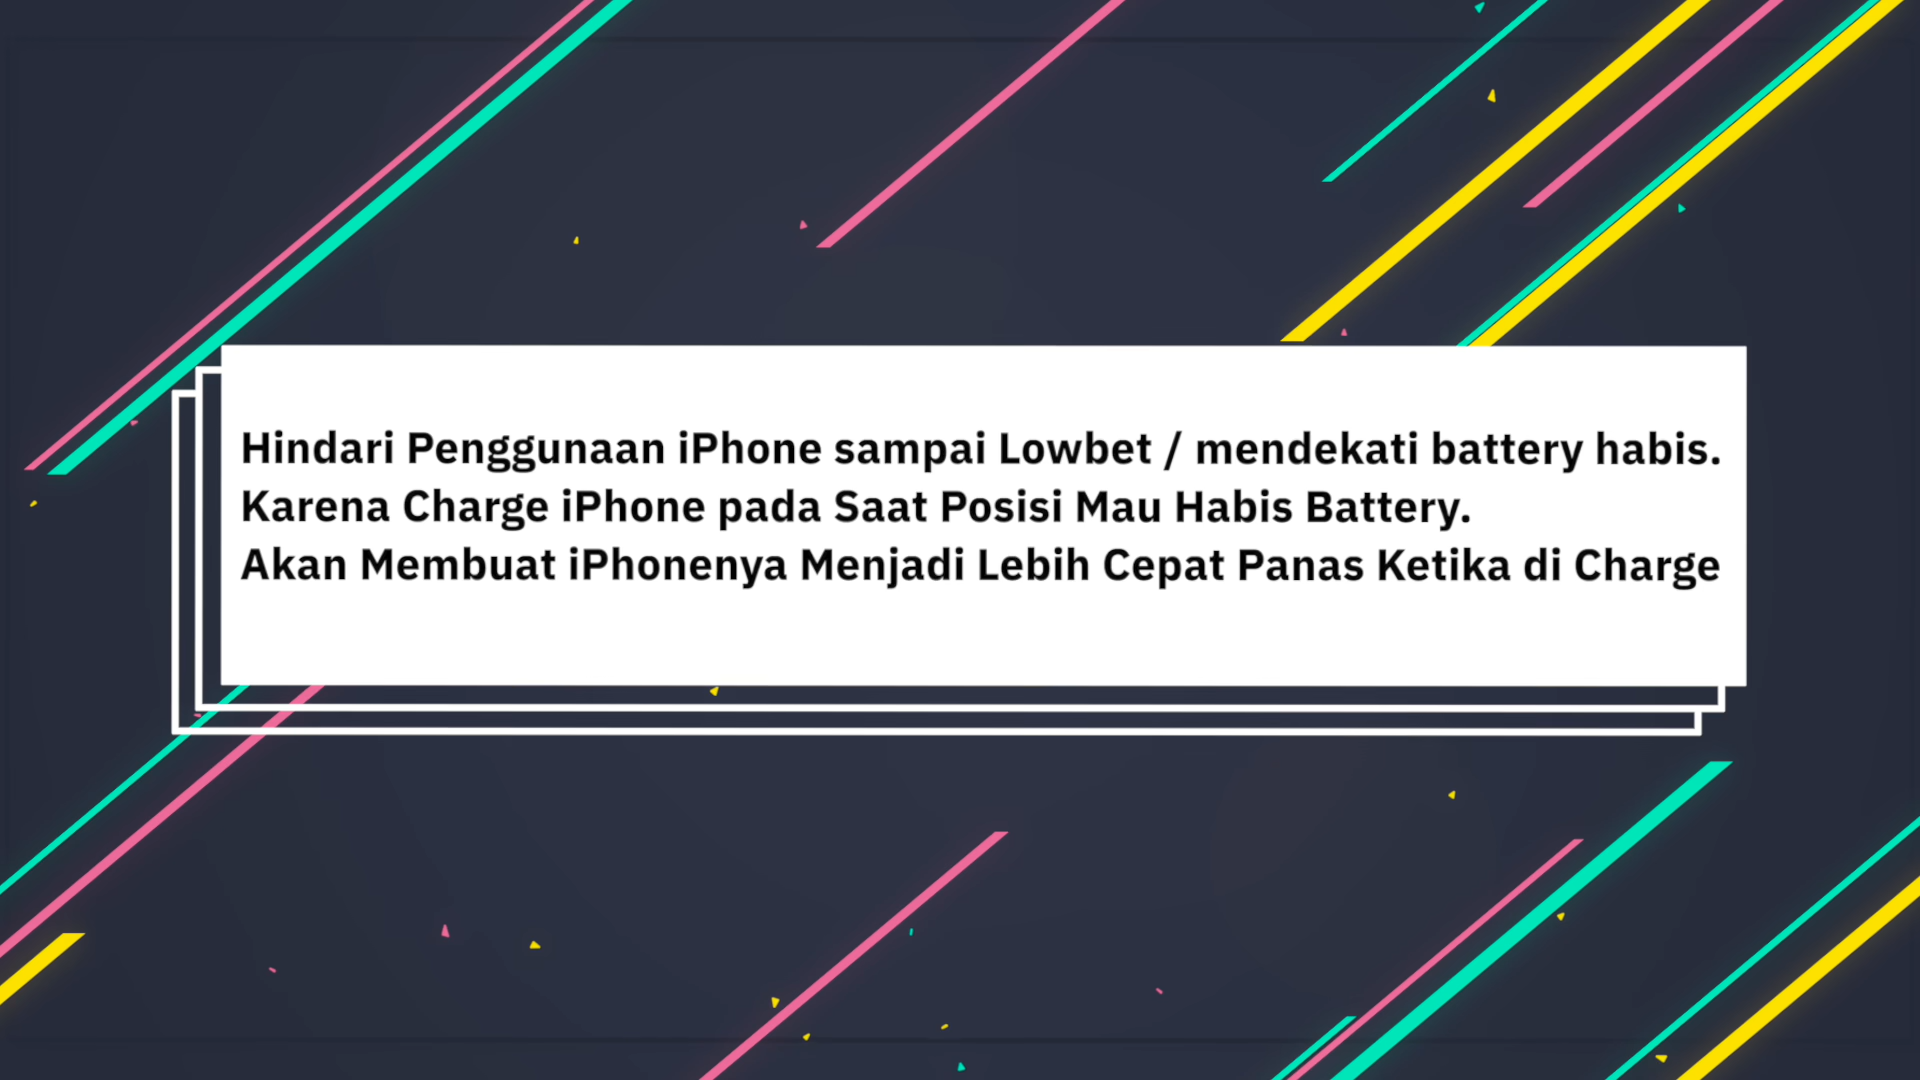 Hindari Penggunaan iPhone sampai Lowbet / mendekati battery habis.
Karena Charge iPhone pada Saat Posisi Mau Habis Battery.
Akan Membuat iPhonenya Menjadi Lebih Cepat Panas Ketika di Charge